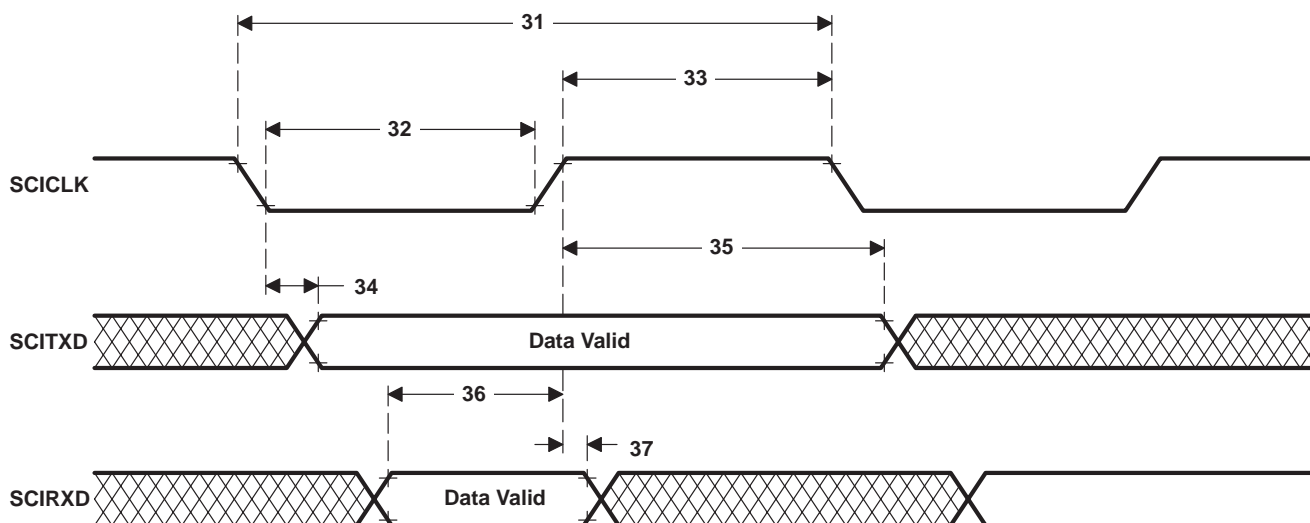 31
33
32
SCICLK
35
34
SCITXD
Data Valid
36
37
SCIRXD
Data Valid